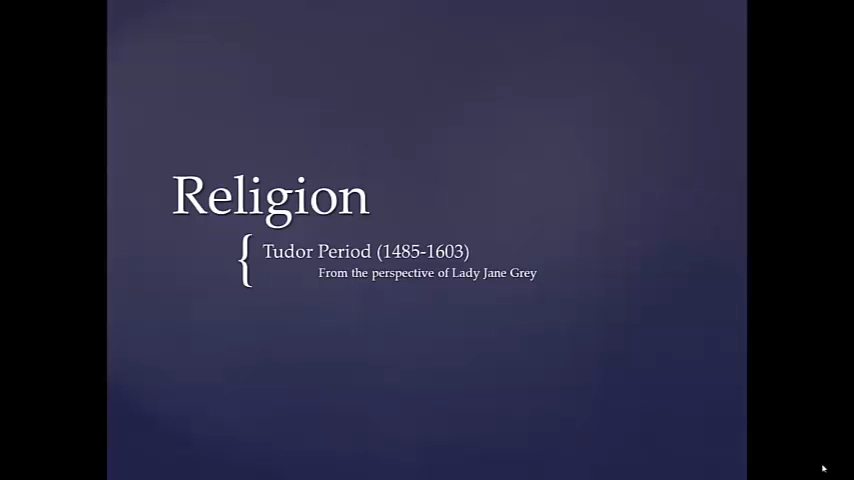 Religion
{ Tudor Period (1485-1603)
From the perspective of Lady Jane Grey